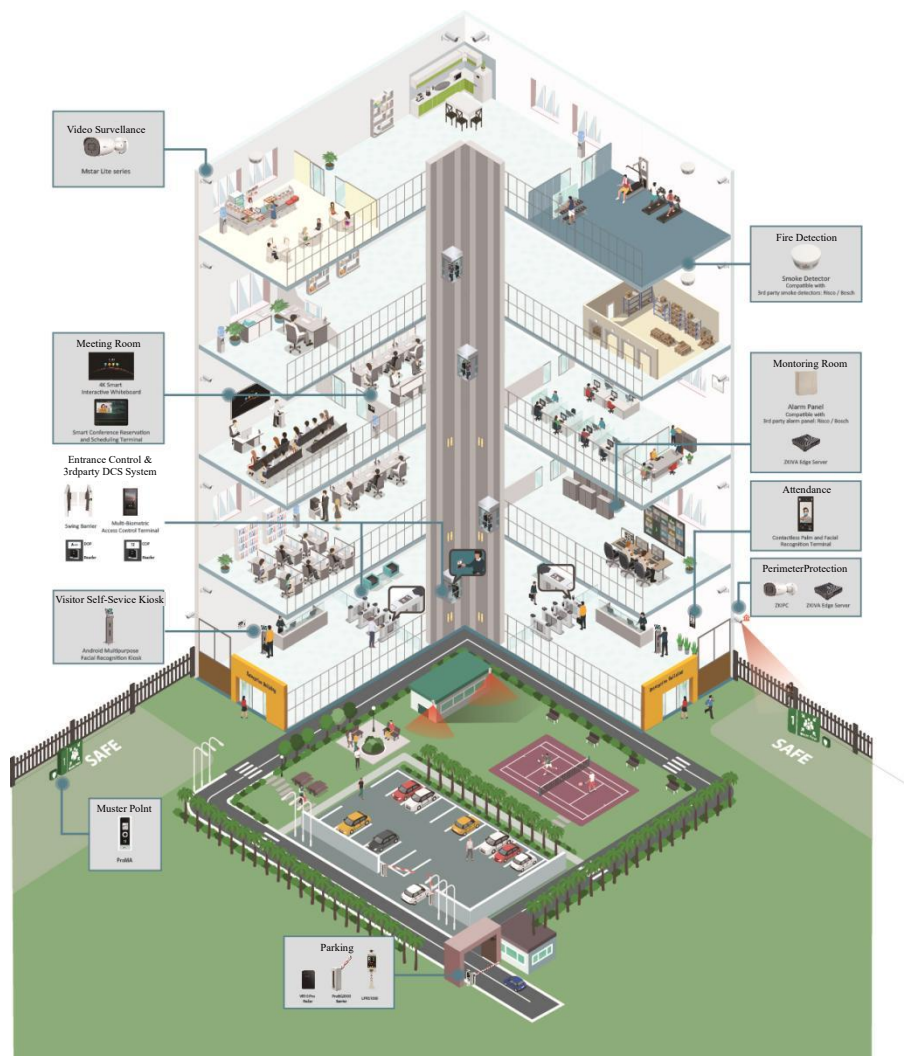 Video Survellance
Mstar Lite series
Fire Detection
Smoke Detector
Compatible with
3rd party smoke detectors: Risco / Bosch
Meeting Room
4K Smart
Interactive Whiteboard
Smart Conference Reservation
and Scheduling Terminal
Montoring Room
Alarm Panel
Compatible with
3rd party alarm panel: Risco / Bosch
ZKIVA Edge Server
Entrance Control &
3rdparty DCS System
Swing Barrier
Multi-Biometric
Access Control Terminal
Reader
Reader
Attendance
Contactless Palm and Facial
Recognition Terminal
PerimeterProtection
ZKIPC
ZKIVA Edge Server
Visitor Self-Sevice Kiosk
Android Multipurpose
Facial Recognition Kiosk
SAFE
1
SAFE
Muster Polnt
Parking